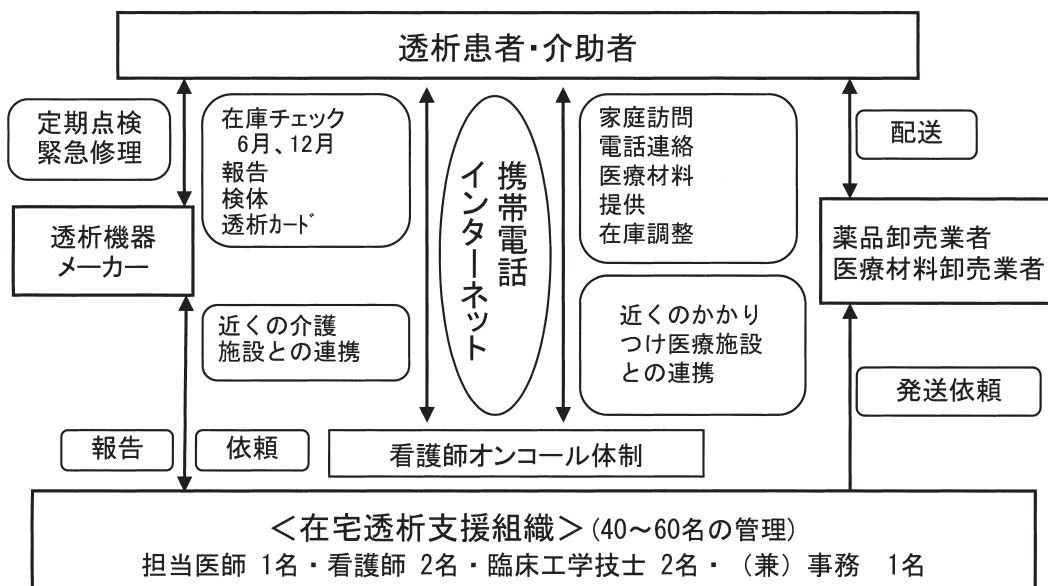 透析患者・介助者
定期点検
緊急修理
在庫チェック
6月、12月
報告
検体
透析カード
携帯電話
インターネット
家庭訪問
電話連絡
医療材料
提供
在庫調整
配送
透析機器
メーカー
薬品卸売業者
医療材料卸売業者
近くの介護
施設との連携
近くのかかり
つけ医療施設
との連携
発送依頼
報告
依頼
看護師オンコール体制
＜在宅透析支援組織＞(40～60名の管理)
担当医師 1名・看護師 2名・臨床工学技士 2名・（兼）事務 1名